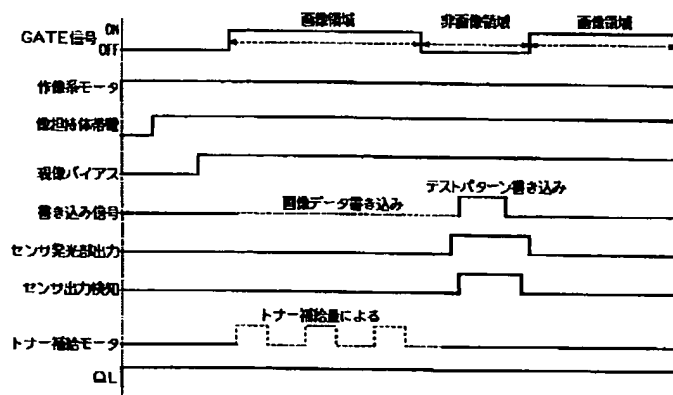 画像領域 非画像領域 画像領域
GATE信号 ON
OFF
作像系モータ
像担持体帯電
現像バイアス
テストパターン書き込み
書き込み信号 画像データ書き込み
センサ発光部出力
センサ出力検知
トナー補給量による
トナー補給モータ
QL